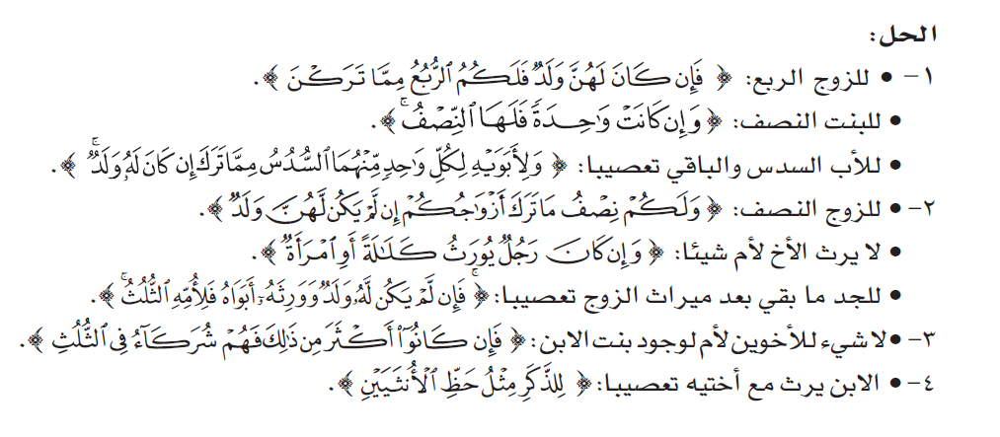 الحل:
١- • للزوج الربع: ﴿ فَإِن كَانَ لَهُنَّ وَلَدٌ فَلَكُمُ ٱلرُّبُعُ مِمَّا تَرَكْنَ ﴾.
• للبنت النصف: ﴿ وَإِن كَانَتْ وَٰحِدَةً فَلَهَا ٱلنِّصْفُ ۚ ﴾.
• للأب السدس والباقي تعصيبا: ﴿ وَلِأَبَوَيْهِ لِكُلِّ وَٰحِدٍ مِّنْهُمَا ٱلسُّدُسُ مِمَّا تَرَكَ إِن كَانَ لَهُۥ وَلَدٌ ۚ ﴾.
٢- • للزوج النصف: ﴿ وَلَكُمْ نِصْفُ مَا تَرَكَ أَزْوَٰجُكُمْ إِن لَّمْ يَكُن لَّهُنَّ وَلَدٌ ﴾.
• لا يرث الأخ لأم شيئا: ﴿ وَإِن كَانَ رَجُلٌ يُورَثُ كَلَٰلَةً أَوِ ٱمْرَأَةٌ ﴾.
• للجد ما بقي بعد ميراث الزوج تعصيبا: ﴿ ۚ فَإِن لَّمْ يَكُن لَّهُۥ وَلَدٌ وَوَرِثَهُۥٓ أَبَوَاهُ فَلِأُمِّهِ ٱلثُّلُثُ ۚ ﴾.
٣- • لا شيء للأخوين لأم لوجود بنت الابن: ﴿ فَإِن كَانُوٓا۟ أَكْثَرَ مِن ذَٰلِكَ فَهُمْ شُرَكَآءُ فِى ٱلثُّلُثِ ﴾.
٤- • الابن يرث مع أختيه تعصيبا: ﴿ لِلذَّكَرِ مِثْلُ حَظِّ ٱلْأُنثَيَيْنِ ﴾.